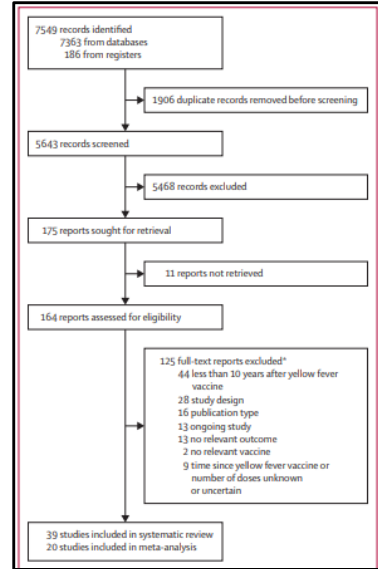 7549 records identified
7363 from databases
186 from registers
1906 duplicate records removed before screening
5643 records screened
5468 records excluded
175 reports sought for retrieval
11 reports not retrieved
164 reports assessed for eligibility
125 full-text reports excluded*
44 less than 10 years after yellow fever
vaccine
28 study design
16 publication type
13 ongoing study
13 no relevant outcome
2 no relevant vaccine
9 time since yellow fever vaccine or
number of doses unknown
or uncertain
39 studies included in systematic review
20 studies included in meta-analysis